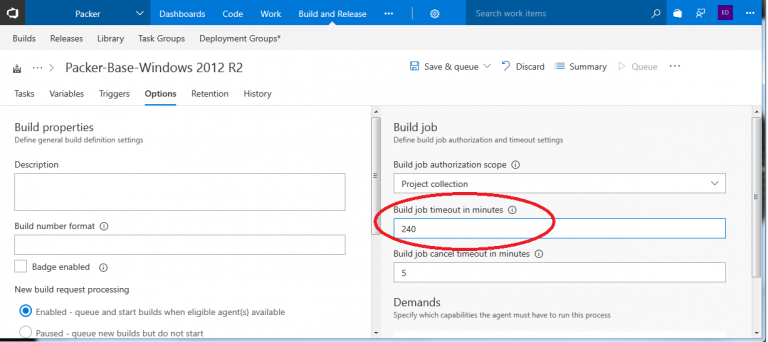 Packer Dashboards Code Work Build and Release ••• Search work items ED •••
Builds Releases Library Task Groups Deployment Groups*
••• > Packer-Base-Windows 2012 R2 Save & queue Discard Summary Queue •••
Tasks Variables Triggers Options Retention History
Build properties
Define general build definition settings
Description
Build number format
Badge enabled
New build request processing
Enabled - queue and start builds when eligible agent(s) available
Paused - queue new builds but do not start
Build job
Define build job authorization and timeout settings
Build job authorization scope
Project collection
Build job timeout in minutes
240
Build job cancel timeout in minutes
5
Demands
Specify which capabilities the agent must have to run this process